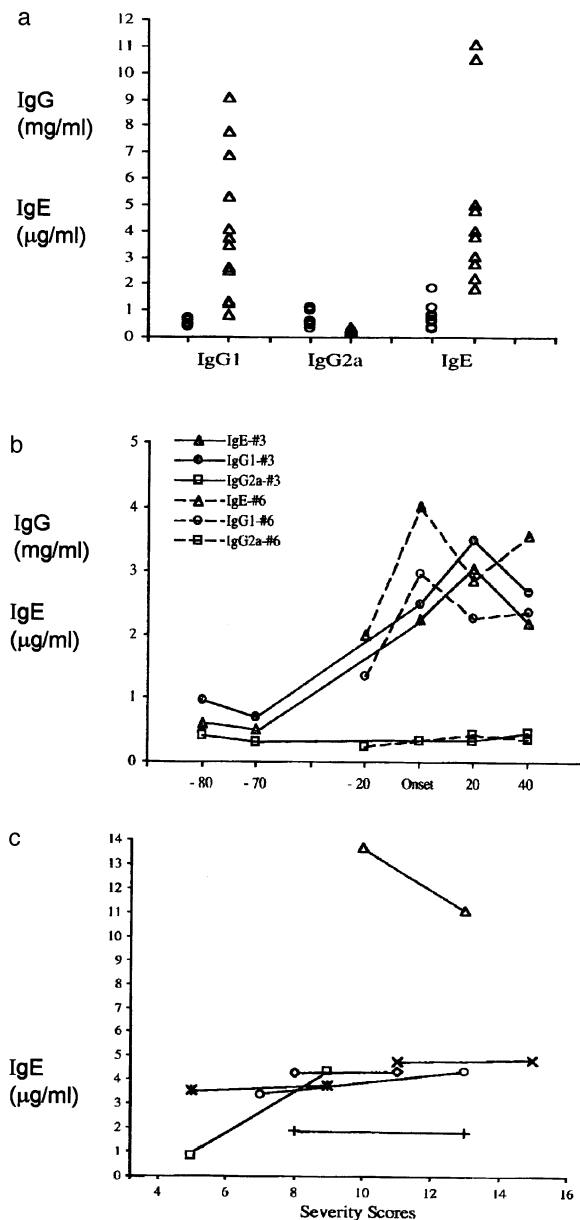 a
IgG
(mg/ml)
IgE
(µg/ml)
12
11
10
9
8
7
6
5
4
3
2
1
0
IgG1 IgG2a IgE
b
IgG
(mg/ml)
IgE
(µg/ml)
5
4
3
2
1
0
IgE-#3
IgG1-#3
IgG2a-#3
IgE-#6
IgG1-#6
IgG2a-#6
- 80 - 70 - 20 Onset 20 40
c
IgE
(µg/ml)
14
13
12
11
10
9
8
7
6
5
4
3
2
1
0
4 6 8 10 12 14 16
Severity Scores